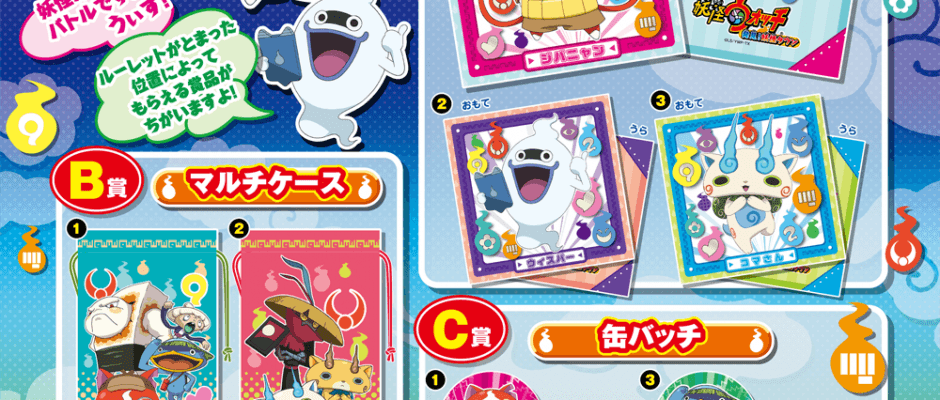 妖怪
バトルです
うぃす!
ルーレットがとまった
位置によって
もらえる賞品が
ちがいますよ!
ジバニャン
妖怪ウォッチ
2
おもて
うら
ウィスパー
3
おもて
うら
コマさん
B賞
マルチケース
1
2
C賞
缶バッチ
1
3